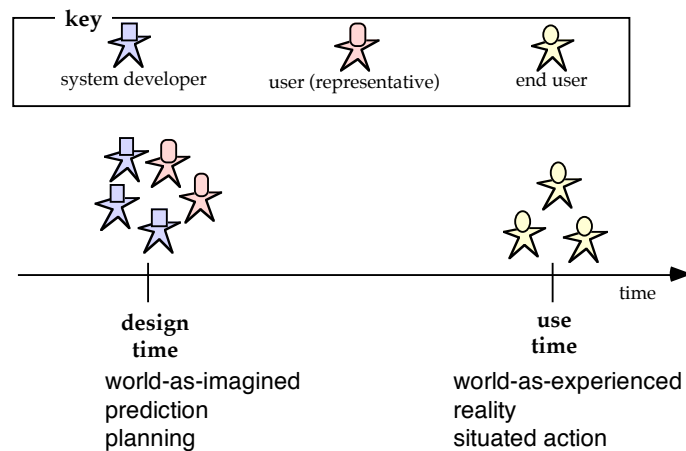 key
system developer
user (representative)
end user
time
design
time
world-as-imagined
prediction
planning
use
time
world-as-experienced
reality
situated action